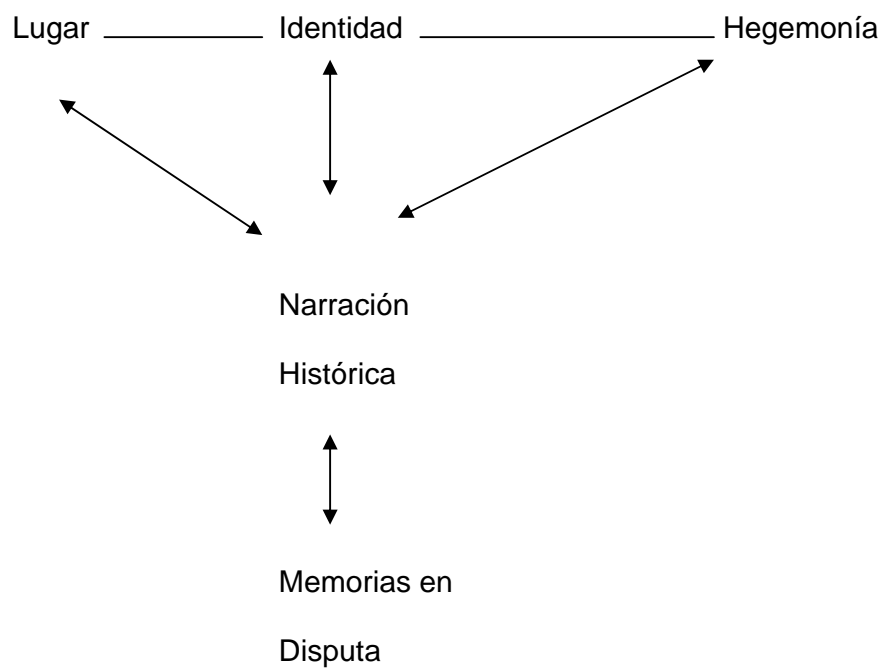 Lugar Identidad Hegemonía
Narración
Histórica
Memorias en
Disputa